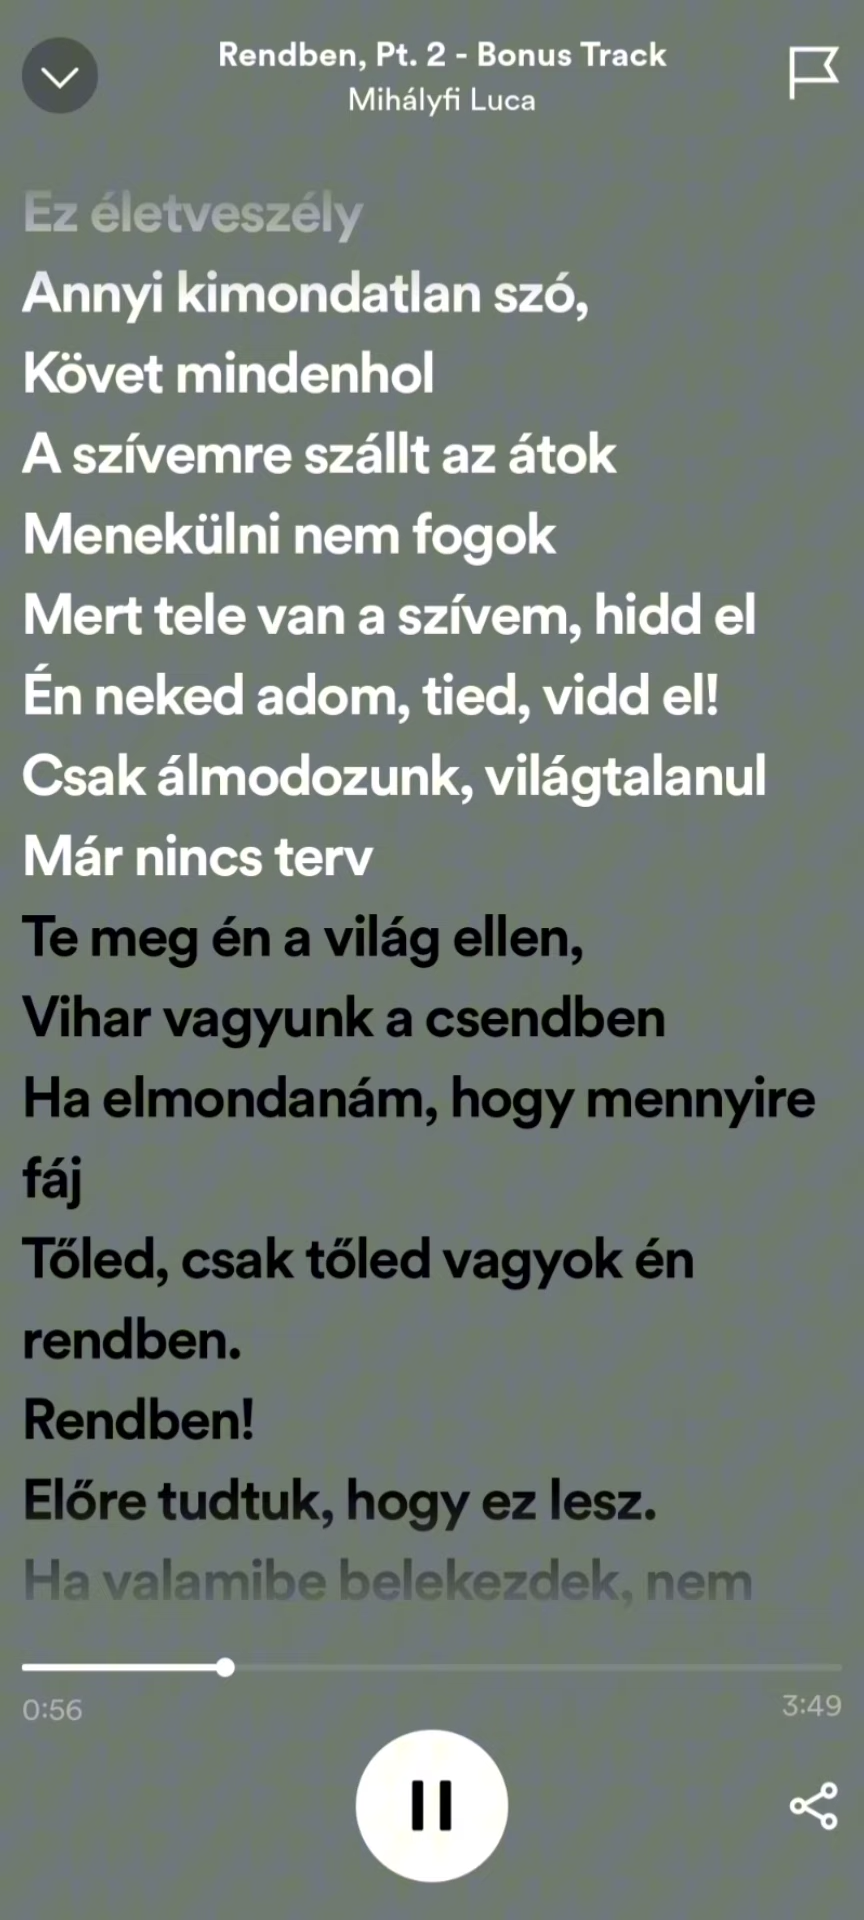 Rendben, Pt. 2 - Bonus Track
Mihályfi Luca
Ez életveszély
Annyi kimondatlan szó,
Követ mindenhol
A szívemre szállt az átok
Menekülni nem fogok
Mert tele van a szívem, hidd el
Én neked adom, tied, vidd el!
Csak álmodozunk, világtalanul
Már nincs terv
Te meg én a világ ellen,
Vihar vagyunk a csendben
Ha elmondanám, hogy mennyire
fáj
Tőled, csak tőled vagyok én
rendben.
Rendben!
Előre tudtuk, hogy ez lesz.
Ha valamibe belekezdek, nem
0:56
3:49